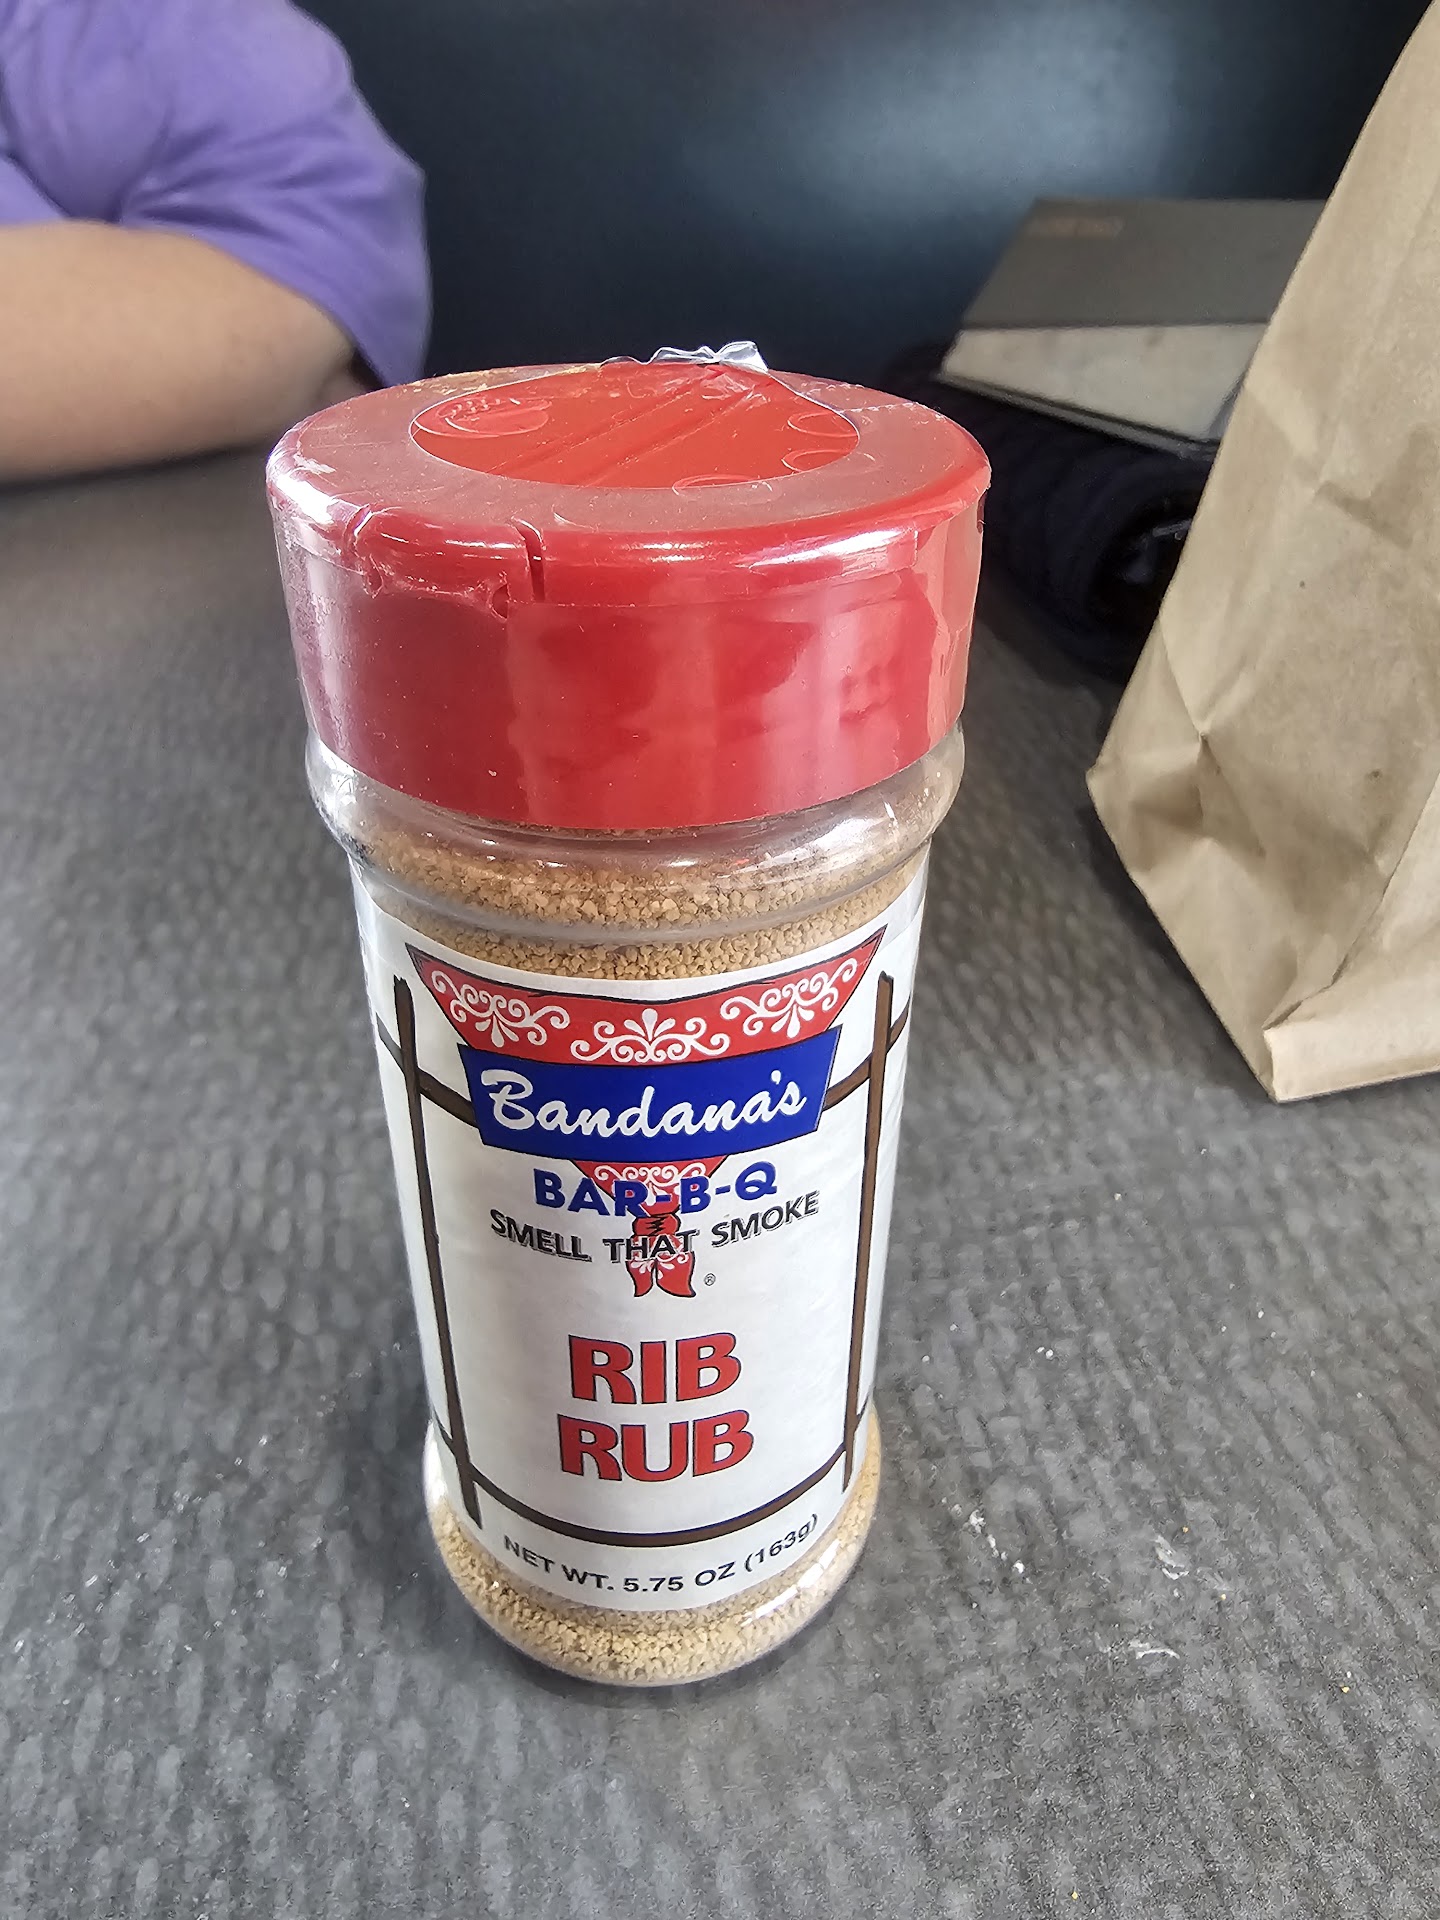 Bandana's
BAR-B-Q
SMELL THAT SMOKE
®
RIB
RUB
NET WT. 5.75 OZ (163g)